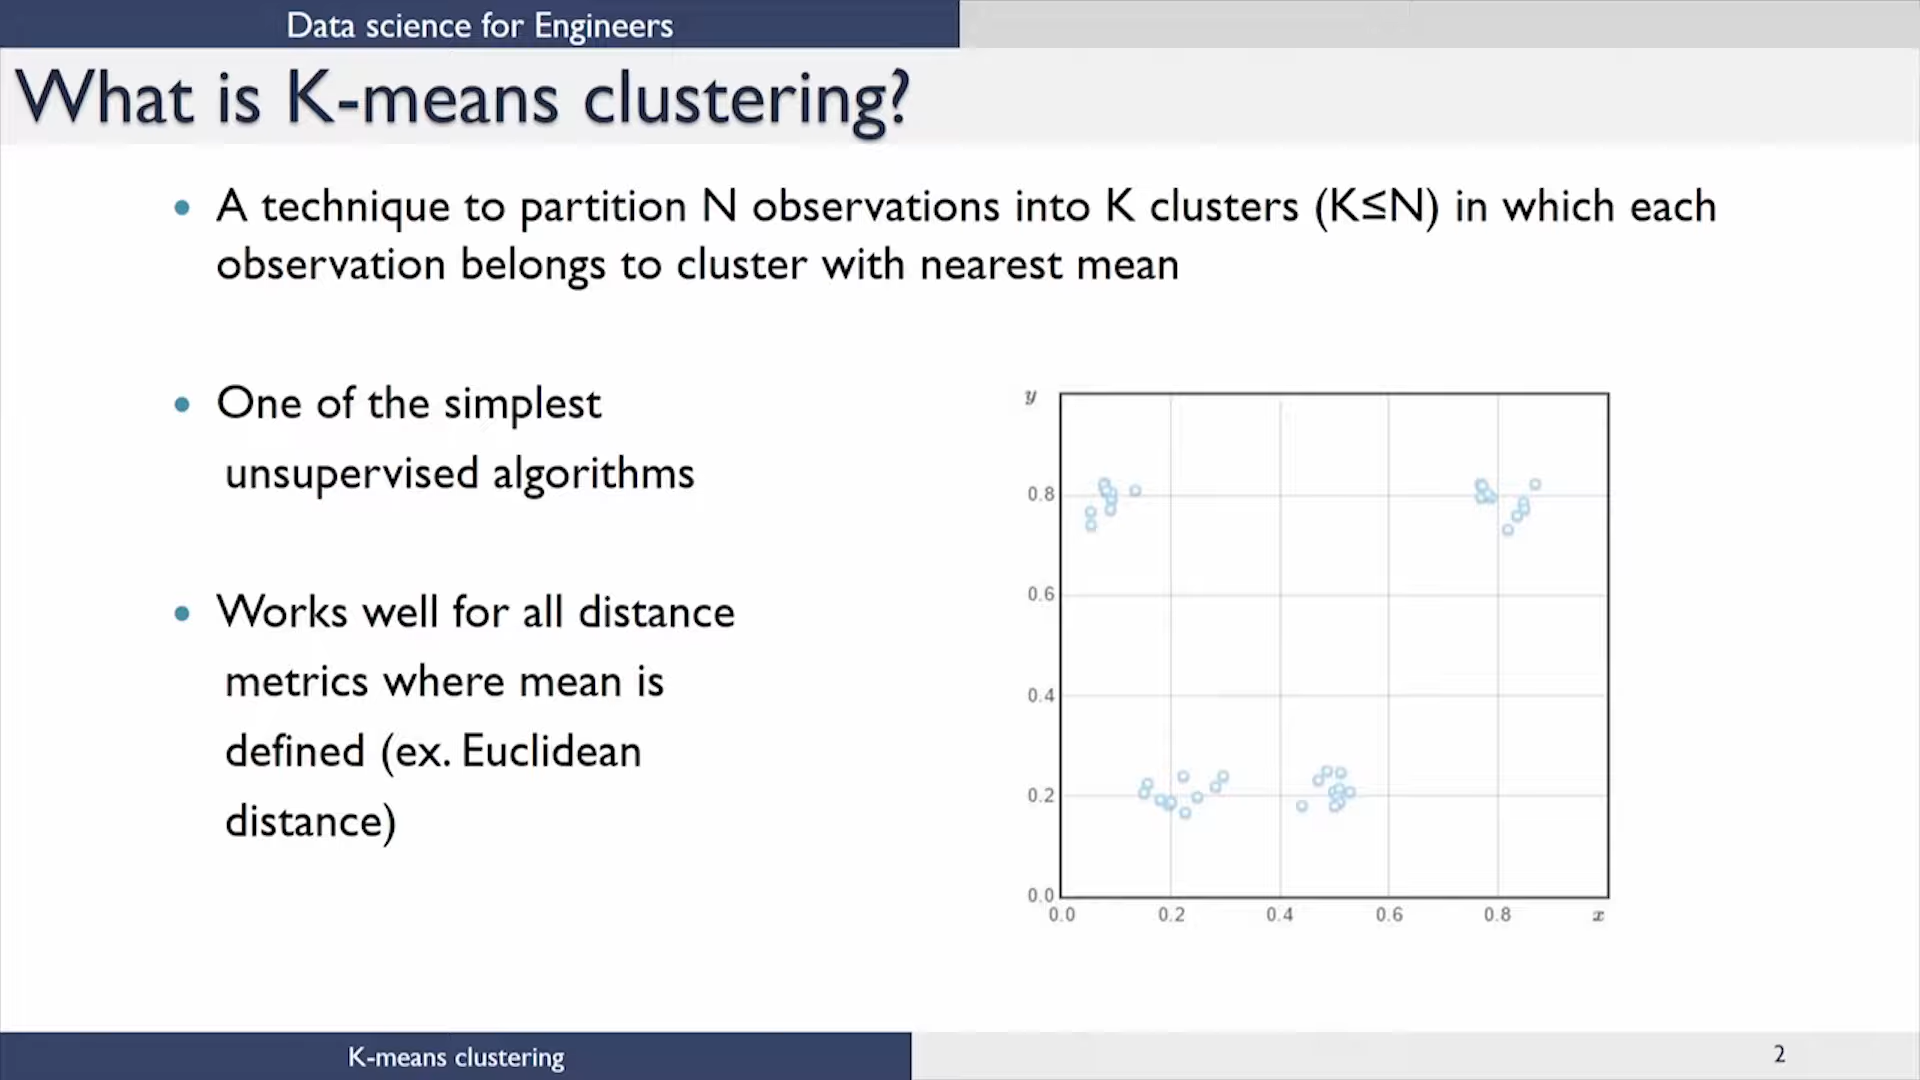 Data science for Engineers
What is K-means clustering?
• A technique to partition N observations into K clusters (K≤N) in which each
observation belongs to cluster with nearest mean
• One of the simplest
unsupervised algorithms
• Works well for all distance
metrics where mean is
defined (ex. Euclidean
distance)
y
0.8
0.6
0.4
0.2
0.0
0.0 0.2 0.4 0.6 0.8 x
K-means clustering
2